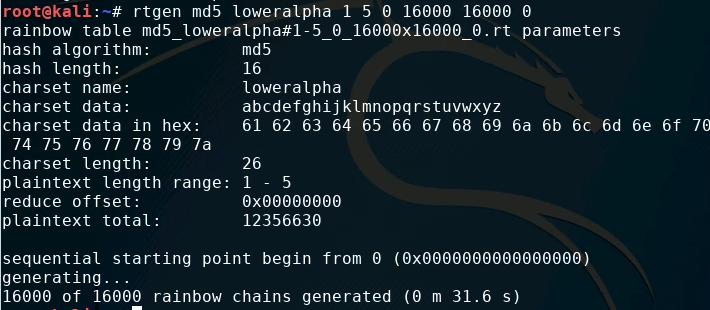 root@kali:~# rtgen md5 loweralpha 1 5 0 16000 16000 0
rainbow table md5_loweralpha#1-5_0_16000x16000_0.rt parameters
hash algorithm: md5
hash length: 16
charset name: loweralpha
charset data: abcdefghijklmnopqrstuvwxyz
charset data in hex: 61 62 63 64 65 66 67 68 69 6a 6b 6c 6d 6e 6f 70
74 75 76 77 78 79 7a
charset length: 26
plaintext length range: 1 - 5
reduce offset: 0x00000000
plaintext total: 12356630
sequential starting point begin from 0 (0x0000000000000000)
generating...
16000 of 16000 rainbow chains generated (0 m 31.6 s)